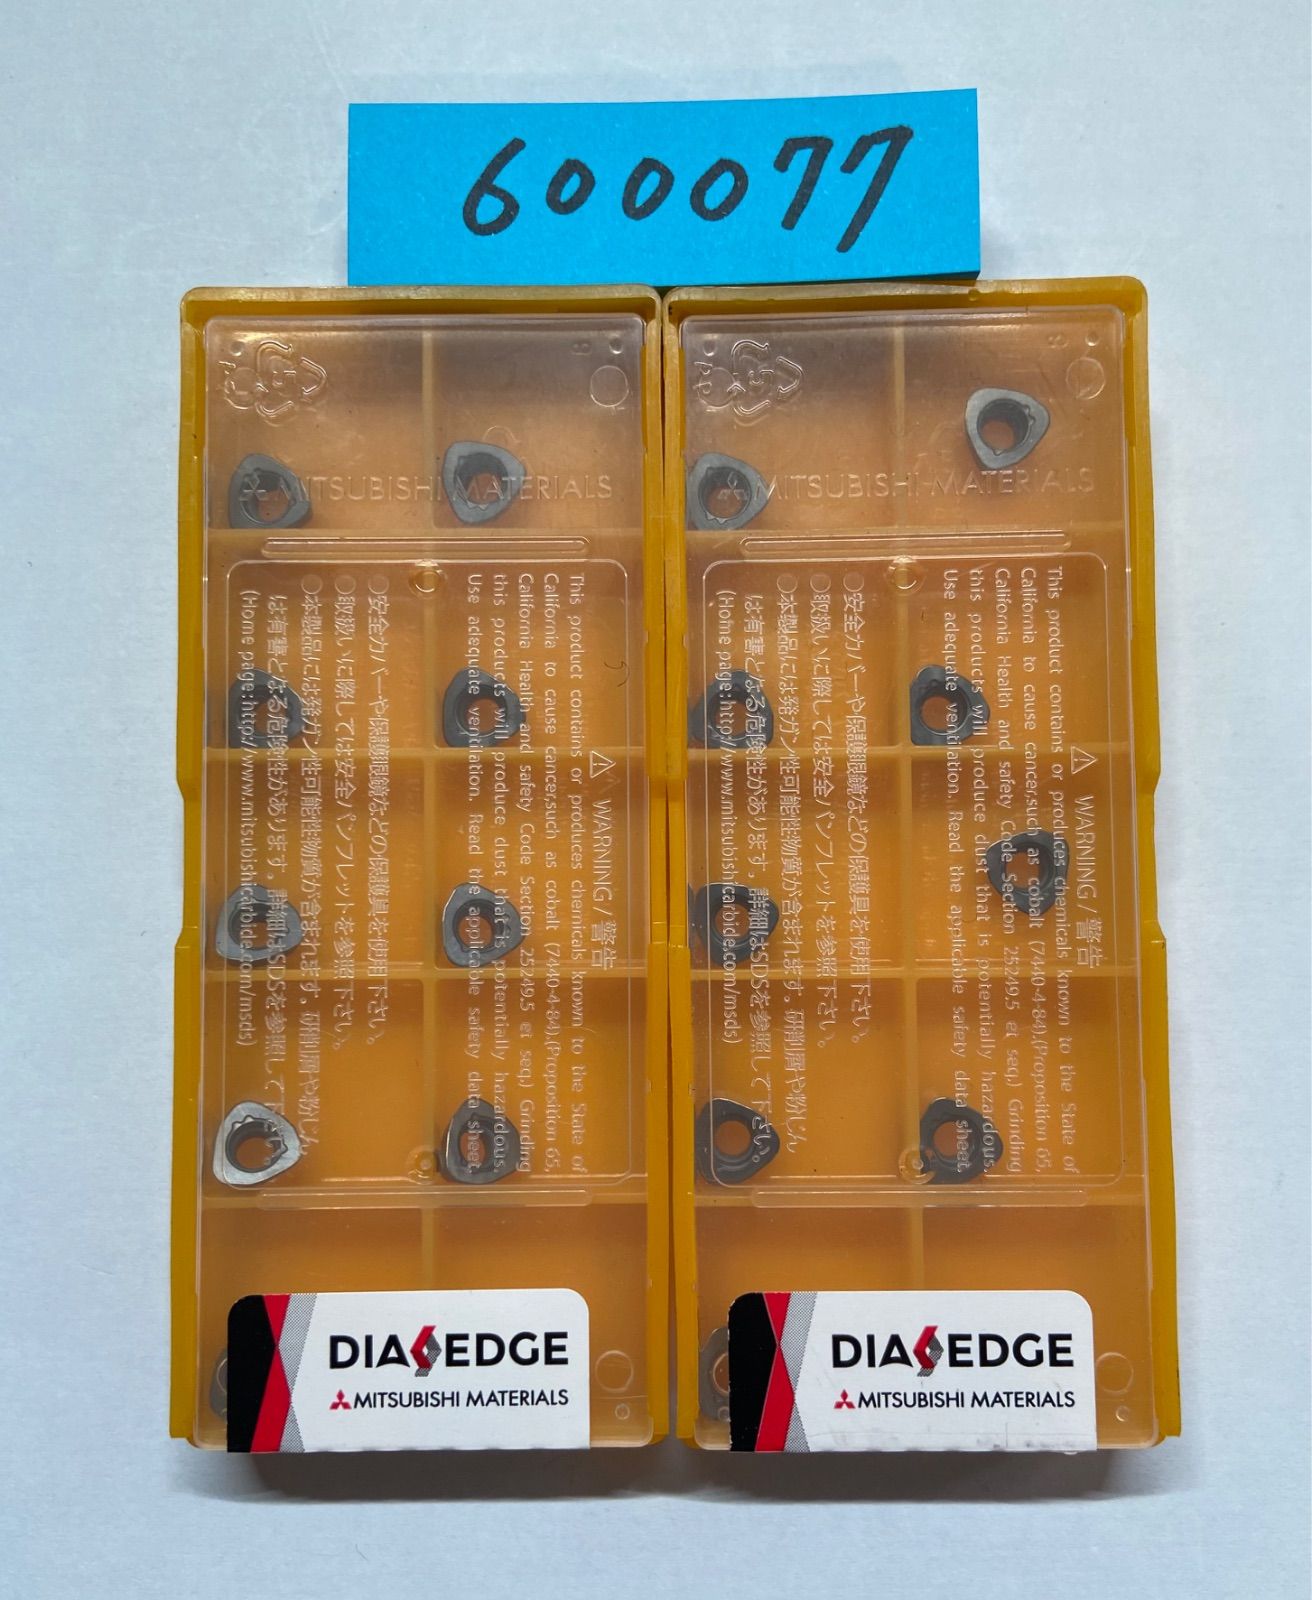 600077
PP
8
MITSUBISHI MATERIALS
⚠ WARNING / 警告
This product contains or produces chemicals known to the State of
California to cause cancer,such as cobalt (7440-4-84),(Proposition 65,
California Health and safety Code Section 25249.5 et seq.) Grinding
this products will produce dust that is potentially hazardous.
Use adequate ventilation. Read the applicable safety data sheet.
○安全カバーや保護眼鏡などの保護具を使用下さい。
○取扱いに際しては安全パンフレットを参照下さい。
○本製品には発ガン性可能性物質が含まれます。研削屑や粉じん
は有害となる危険性があります。詳細はSDSを参照して下さい。
(Home page:http://www.mitsubishicarbide.com/msds)
DIAEDGE
MITSUBISHI MATERIALS
PP
8
MITSUBISHI MATERIALS
⚠ WARNING / 警告
This product contains or produces chemicals known to the State of
California to cause cancer,such as cobalt (7440-4-84),(Proposition 65,
California Health and safety Code Section 25249.5 et seq.) Grinding
this products will produce dust that is potentially hazardous.
Use adequate ventilation. Read the applicable safety data sheet.
○安全カバーや保護眼鏡などの保護具を使用下さい。
○取扱いに際しては安全パンフレットを参照下さい。
○本製品には発ガン性可能性物質が含まれます。研削屑や粉じん
は有害となる危険性があります。詳細はSDSを参照して下さい。
(Home page:http://www.mitsubishicarbide.com/msds)
DIAEDGE
MITSUBISHI MATERIALS